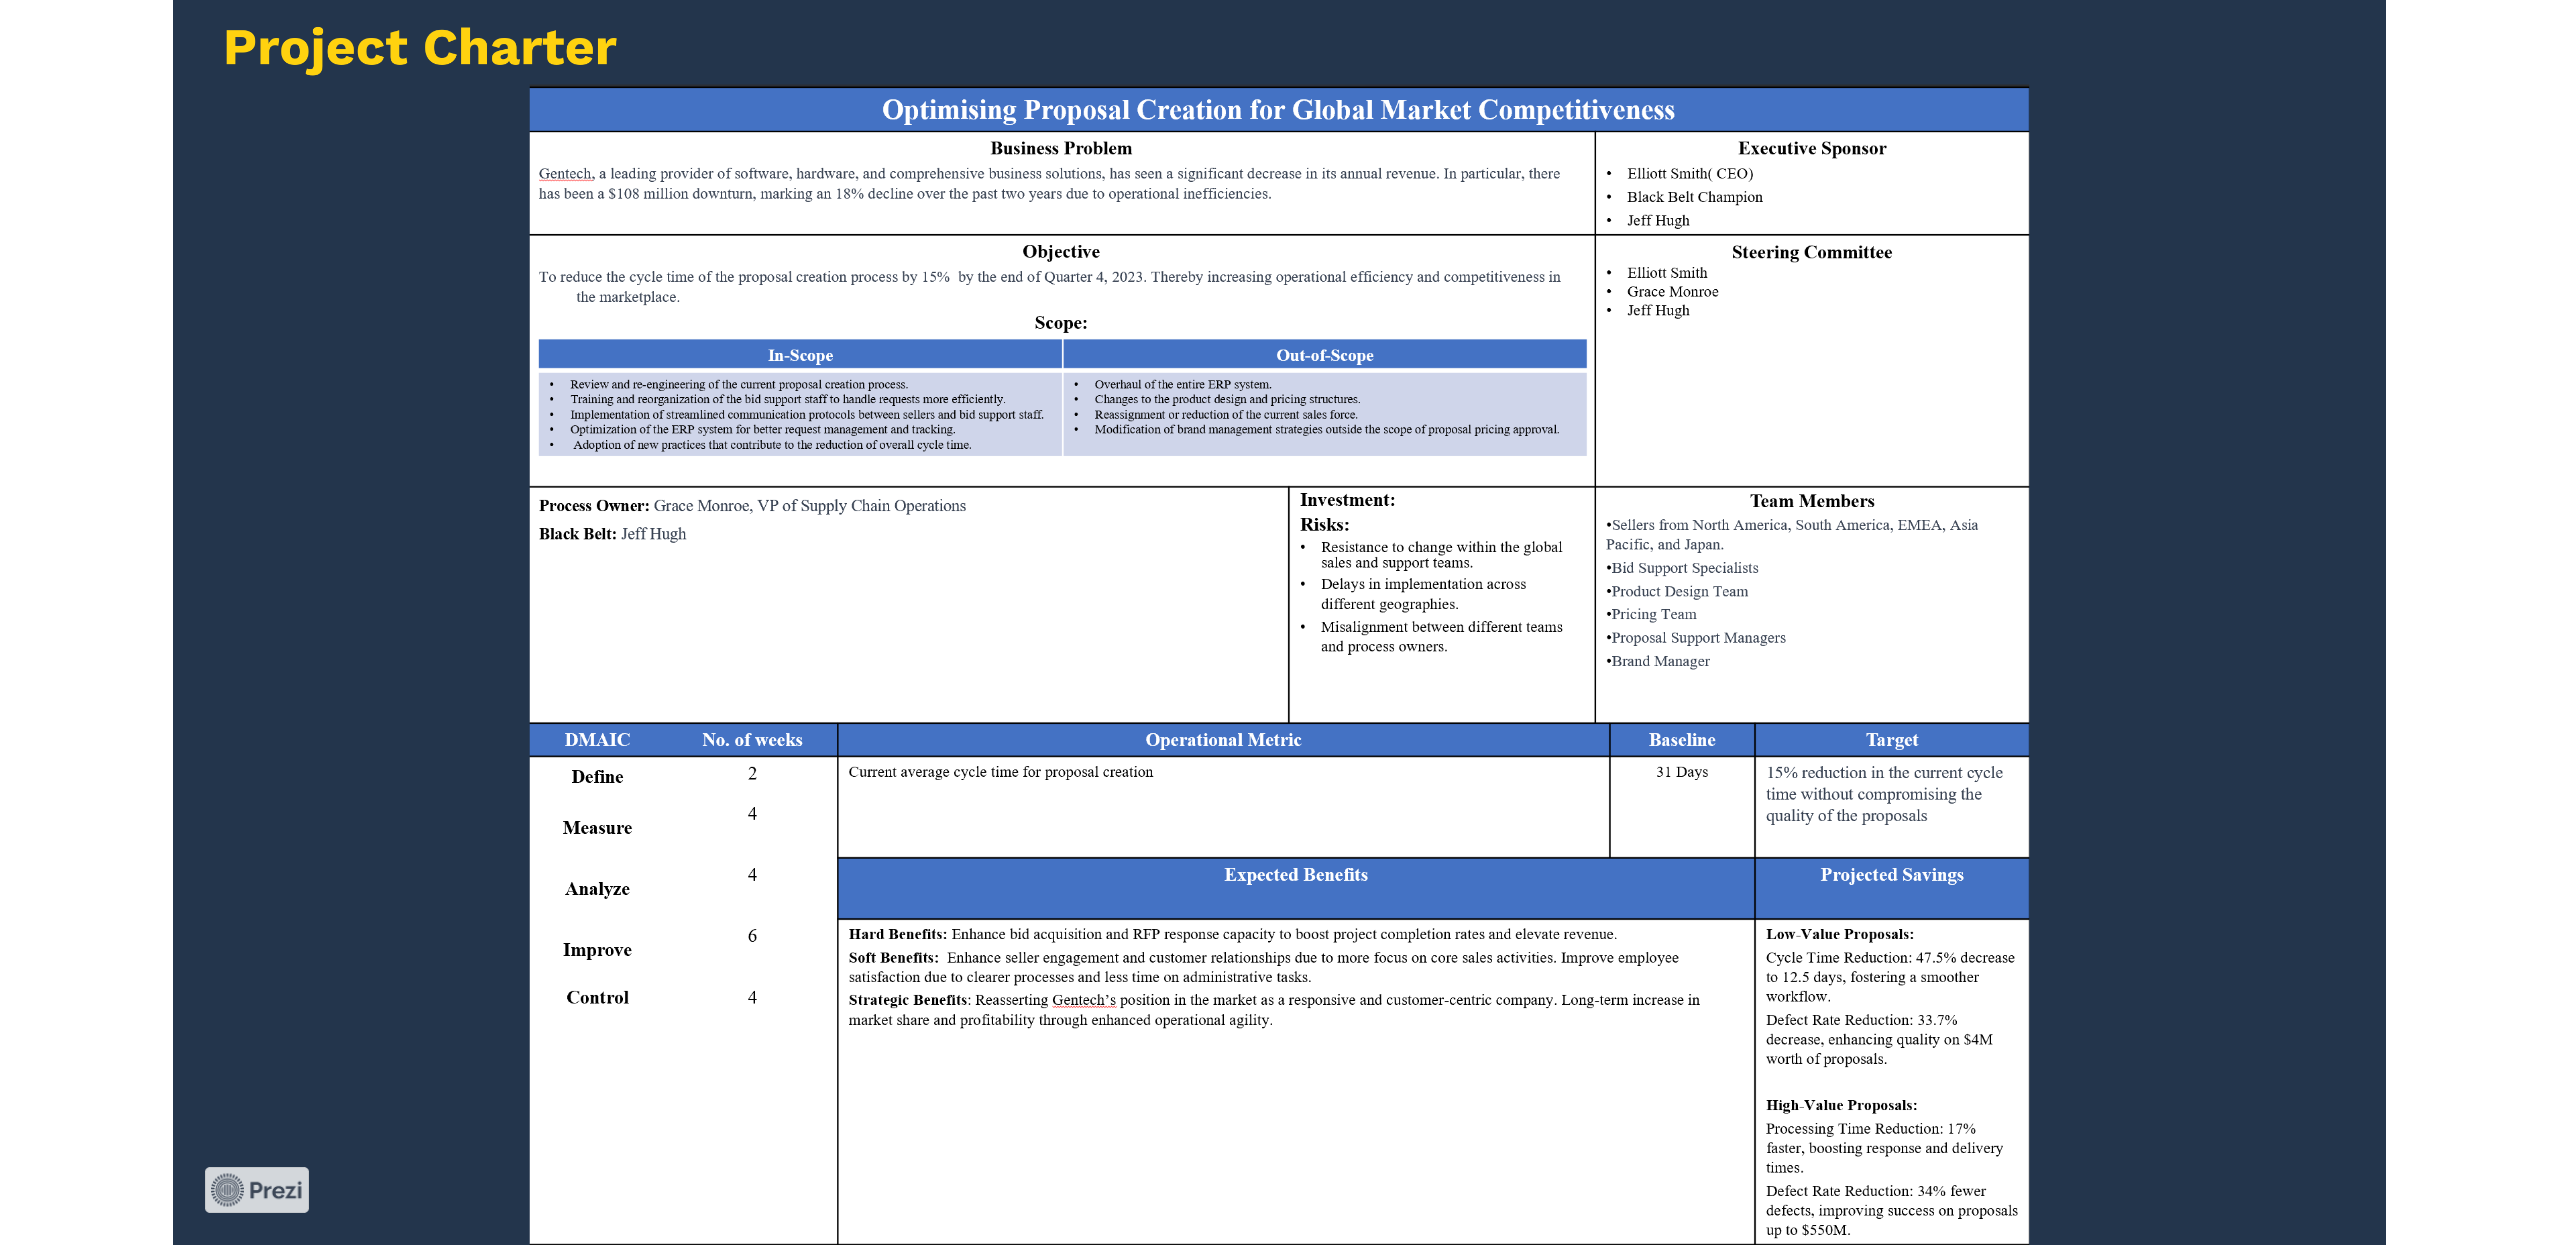 Project Charter
Optimising Proposal Creation for Global Market Competitiveness
Business Problem
Gentech, a leading provider of software, hardware, and comprehensive business solutions, has seen a significant decrease in its annual revenue. In particular, there
has been a $108 million downturn, marking an 18% decline over the past two years due to operational inefficiencies.
Executive Sponsor
• Elliott Smith( CEO)
• Black Belt Champion
• Jeff Hugh
Objective
To reduce the cycle time of the proposal creation process by 15%  by the end of Quarter 4, 2023. Thereby increasing operational efficiency and competitiveness in
the marketplace.
Scope:
In-Scope
• Review and re-engineering of the current proposal creation process.
• Training and reorganization of the bid support staff to handle requests more efficiently.
• Implementation of streamlined communication protocols between sellers and bid support staff.
• Optimization of the ERP system for better request management and tracking.
• Adoption of new practices that contribute to the reduction of overall cycle time.
Out-of-Scope
• Overhaul of the entire ERP system.
• Changes to the product design and pricing structures.
• Reassignment or reduction of the current sales force.
• Modification of brand management strategies outside the scope of proposal pricing approval.
Steering Committee
• Elliott Smith
• Grace Monroe
• Jeff Hugh
Process Owner: Grace Monroe, VP of Supply Chain Operations
Black Belt: Jeff Hugh
Investment:
Risks:
• Resistance to change within the global
sales and support teams.
• Delays in implementation across
different geographies.
• Misalignment between different teams
and process owners.
Team Members
•Sellers from North America, South America, EMEA, Asia
Pacific, and Japan.
•Bid Support Specialists
•Product Design Team
•Pricing Team
•Proposal Support Managers
•Brand Manager
DMAIC No. of weeks
Define 2
Measure 4
Analyze 4
Improve 6
Control 4
Operational Metric Baseline Target
Current average cycle time for proposal creation
31 Days
15% reduction in the current cycle
time without compromising the
quality of the proposals
Expected Benefits
Hard Benefits: Enhance bid acquisition and RFP response capacity to boost project completion rates and elevate revenue.
Soft Benefits:  Enhance seller engagement and customer relationships due to more focus on core sales activities. Improve employee
satisfaction due to clearer processes and less time on administrative tasks.
Strategic Benefits: Reasserting Gentech's position in the market as a responsive and customer-centric company. Long-term increase in
market share and profitability through enhanced operational agility.
Projected Savings
Low-Value Proposals:
Cycle Time Reduction: 47.5% decrease
to 12.5 days, fostering a smoother
workflow.
Defect Rate Reduction: 33.7%
decrease, enhancing quality on $4M
worth of proposals.
High-Value Proposals:
Processing Time Reduction: 17%
faster, boosting response and delivery
times.
Defect Rate Reduction: 34% fewer
defects, improving success on proposals
up to $550M.
Prezi